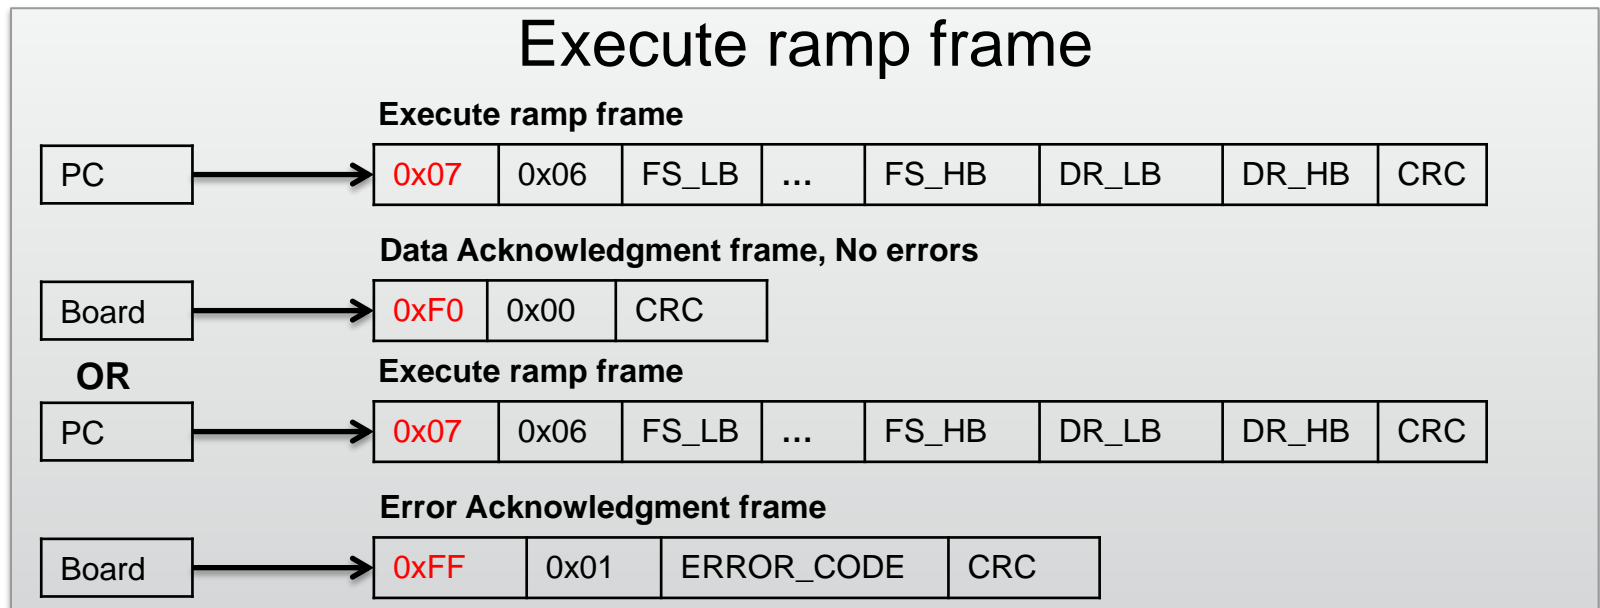 Execute ramp frame
Execute ramp frame
PC 0x07 0x06 FS_LB ... FS_HB DR_LB DR_HB CRC
Data Acknowledgment frame, No errors
Board 0xF0 0x00 CRC
OR Execute ramp frame
PC 0x07 0x06 FS_LB ... FS_HB DR_LB DR_HB CRC
Error Acknowledgment frame
Board 0xFF 0x01 ERROR_CODE CRC